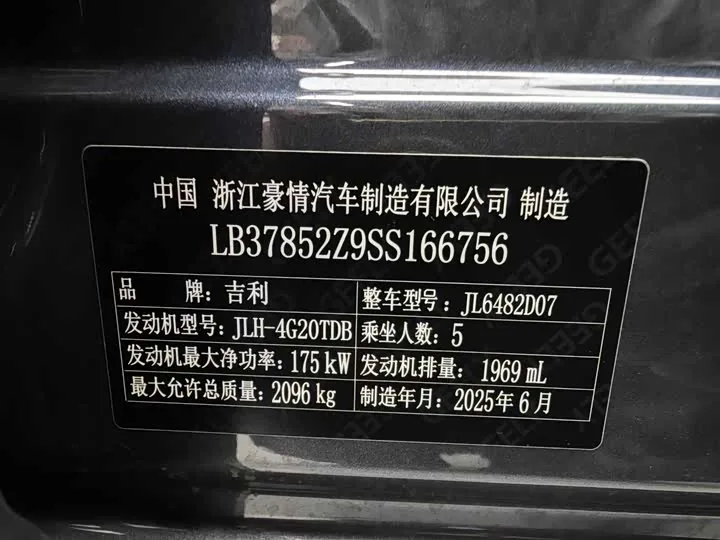 中国 浙江豪情汽车制造有限公司 制造
LB37852Z9SS166756
品 牌：吉利 整车型号：JL6482D07
发动机型号：JLH-4G20TDB 乘坐人数：5
发动机最大净功率：175 kW 发动机排量：1969 mL
最大允许总质量：2096 kg 制造年月：2025年6月